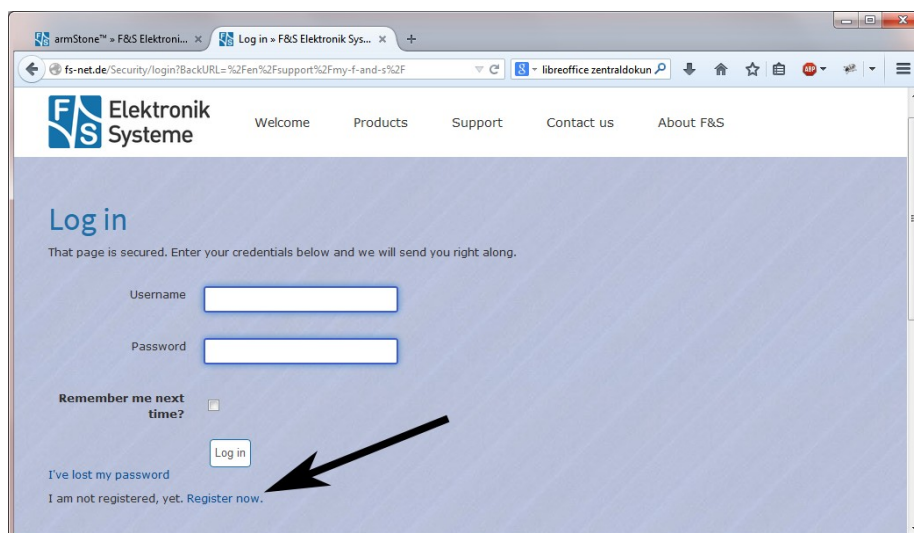 armStone™ » F&S Elektroni...
Log in » F&S Elektronik Sys...
fs-net.de/Security/login?BackURL=%2Fen%2Fsupport%2Fmy-f-and-s%2F
8
libreoffice zentraldokun
ABP
F&S Elektronik Systeme
Welcome
Products
Support
Contact us
About F&S
Log in
That page is secured. Enter your credentials below and we will send you right along.
Username
Password
Remember me next
time?
Log in
I've lost my password
I am not registered, yet. Register now.